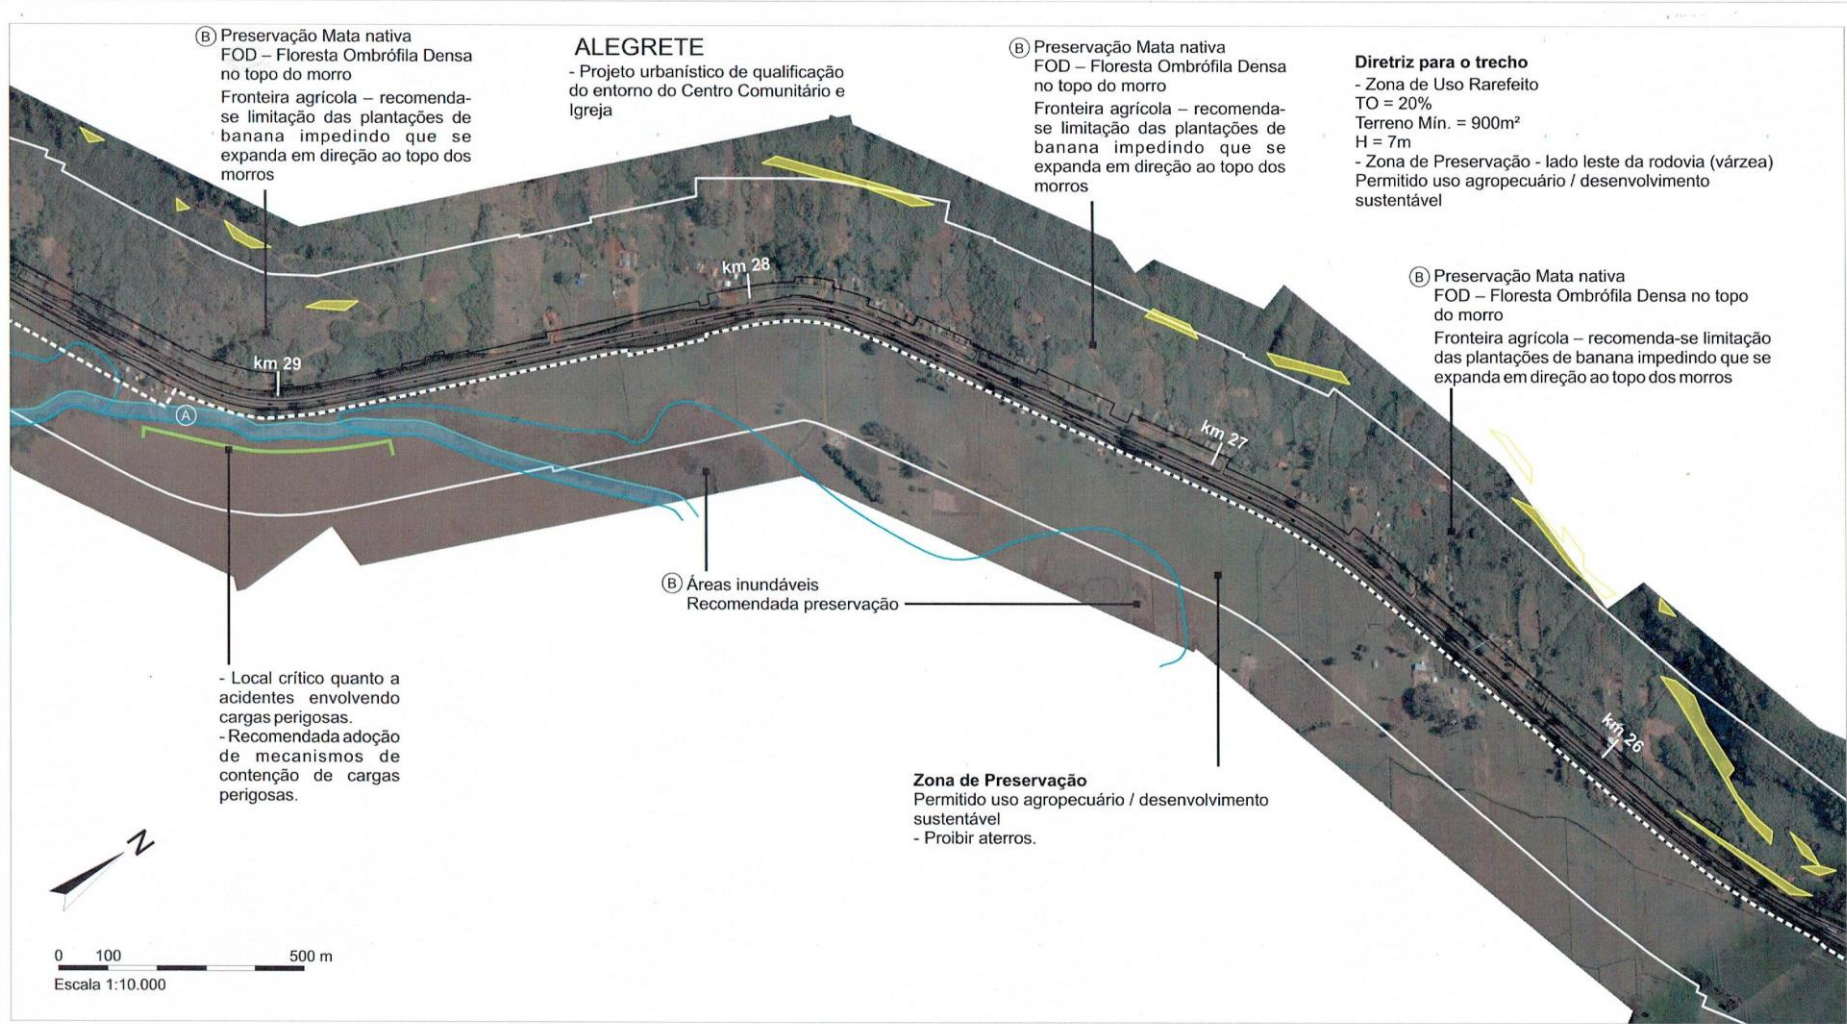 Ⓑ Preservação Mata nativa
FOD – Floresta Ombrófila Densa
no topo do morro
Fronteira agrícola – recomenda-
se limitação das plantações de
banana impedindo que se
expanda em direção ao topo dos
morros
ALEGRETE
- Projeto urbanístico de qualificação
do entorno do Centro Comunitário e
Igreja
Ⓑ Preservação Mata nativa
FOD – Floresta Ombrófila Densa
no topo do morro
Fronteira agrícola – recomenda-
se limitação das plantações de
banana impedindo que se
expanda em direção ao topo dos
morros
Diretriz para o trecho
- Zona de Uso Rarefeito
TO = 20%
Terreno Mín. = 900m²
H = 7m
- Zona de Preservação - lado leste da rodovia (várzea)
Permitido uso agropecuário / desenvolvimento
sustentável
Ⓑ Preservação Mata nativa
FOD – Floresta Ombrófila Densa no topo
do morro
Fronteira agrícola – recomenda-se limitação
das plantações de banana impedindo que se
expanda em direção ao topo dos morros
km 29
km 28
km 27
km 26
Ⓐ
Ⓑ Áreas inundáveis
Recomendada preservação
- Local crítico quanto a
acidentes envolvendo
cargas perigosas.
- Recomendada adoção
de mecanismos de
contenção de cargas
perigosas.
Zona de Preservação
Permitido uso agropecuário / desenvolvimento
sustentável
- Proibir aterros.
N
0 100 500 m
Escala 1:10.000